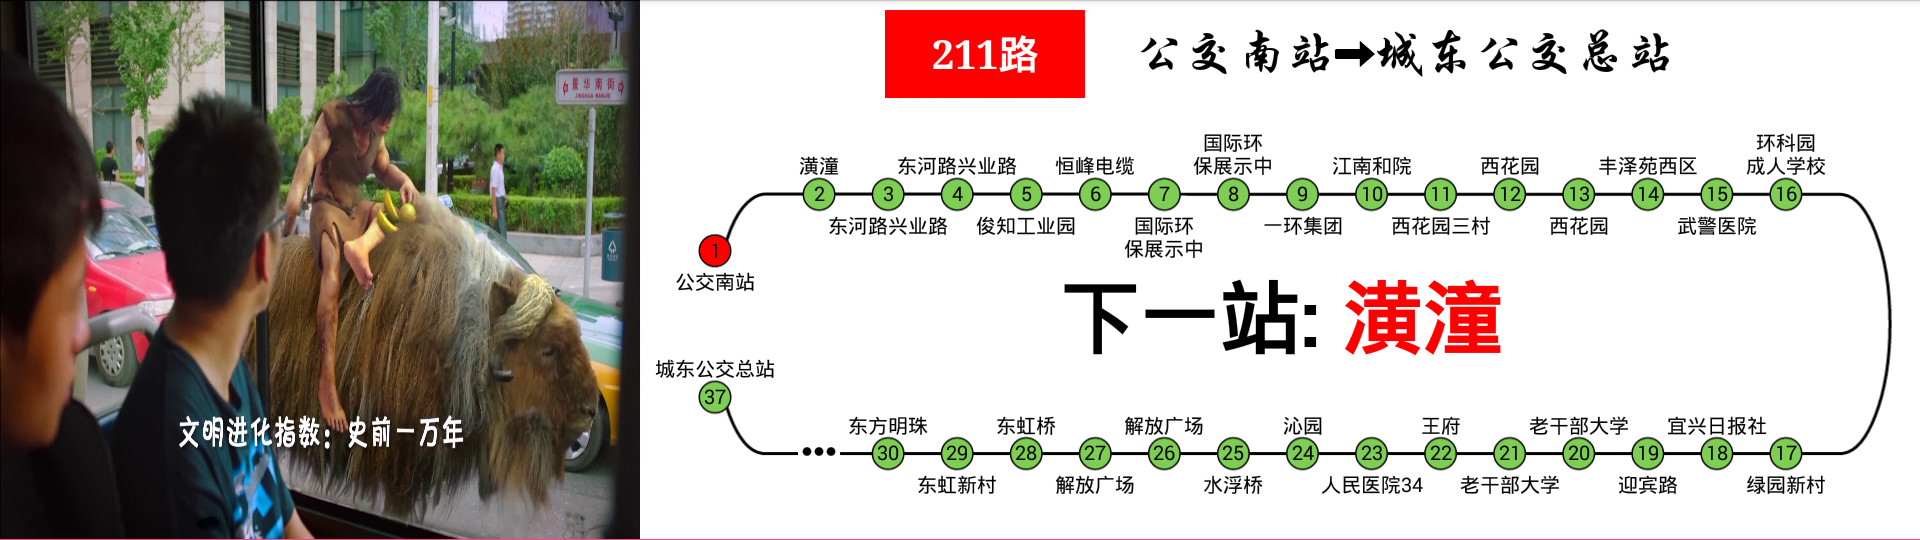 景华南街
JINGHUA NANJIE
文明进化指数：史前一万年
211路
公交南站➡城东公交总站
1
公交南站
2
潢潼
3
东河路兴业路
4
东河路兴业路
5
俊知工业园
6
恒峰电缆
7
国际环
保展示中
8
国际环
保展示中
9
一环集团
10
江南和院
11
西花园三村
12
西花园
13
西花园
14
丰泽苑西区
15
武警医院
16
环科园
成人学校
下一站: 潢潼
17
绿园新村
18
宜兴日报社
19
迎宾路
20
老干部大学
21
老干部大学
22
王府
23
人民医院34
24
沁园
25
水浮桥
26
解放广场
27
解放广场
28
东虹桥
29
东虹新村
30
东方明珠
•••
37
城东公交总站